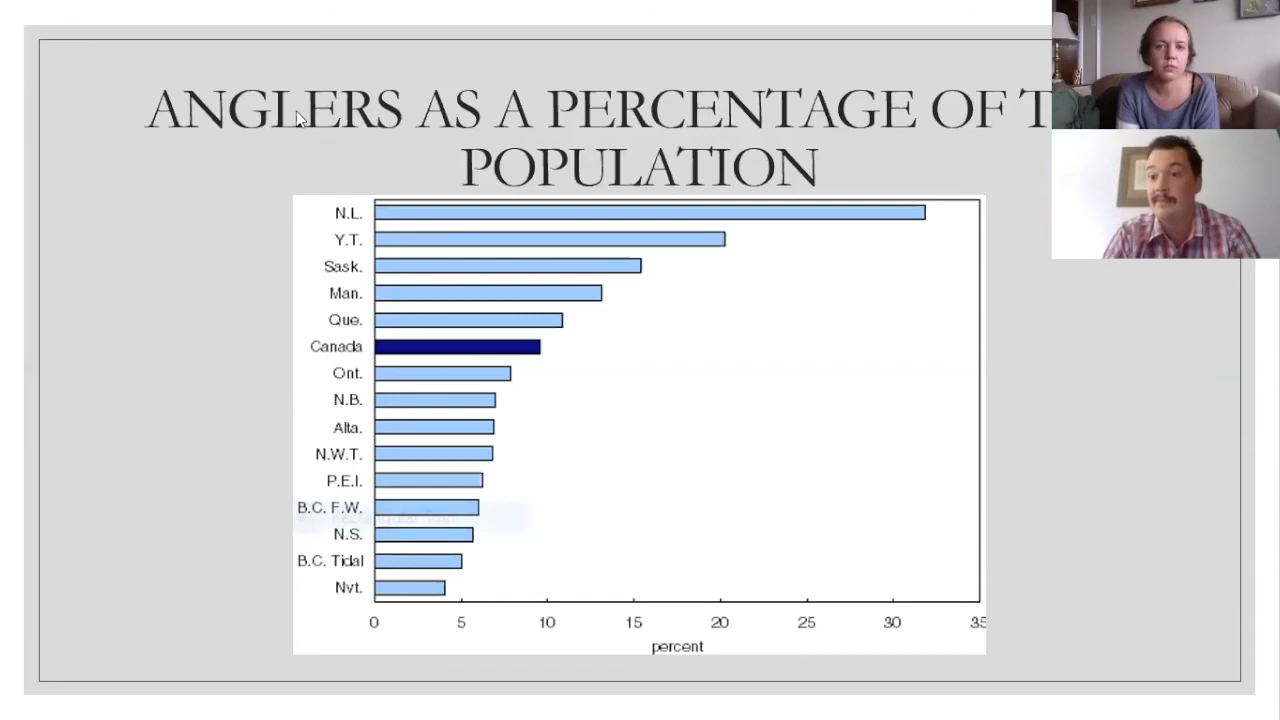 ANGLERS AS A PERCENTAGE OF T
POPULATION
N.L.
Y.T.
Sask.
Man.
Que.
Canada
Ont.
N.B.
Alta.
N.W.T.
P.E.I.
B.C. F.W.
N.S.
B.C. Tidal
Nvt.
0 5 10 15 20 25 30 35
percent